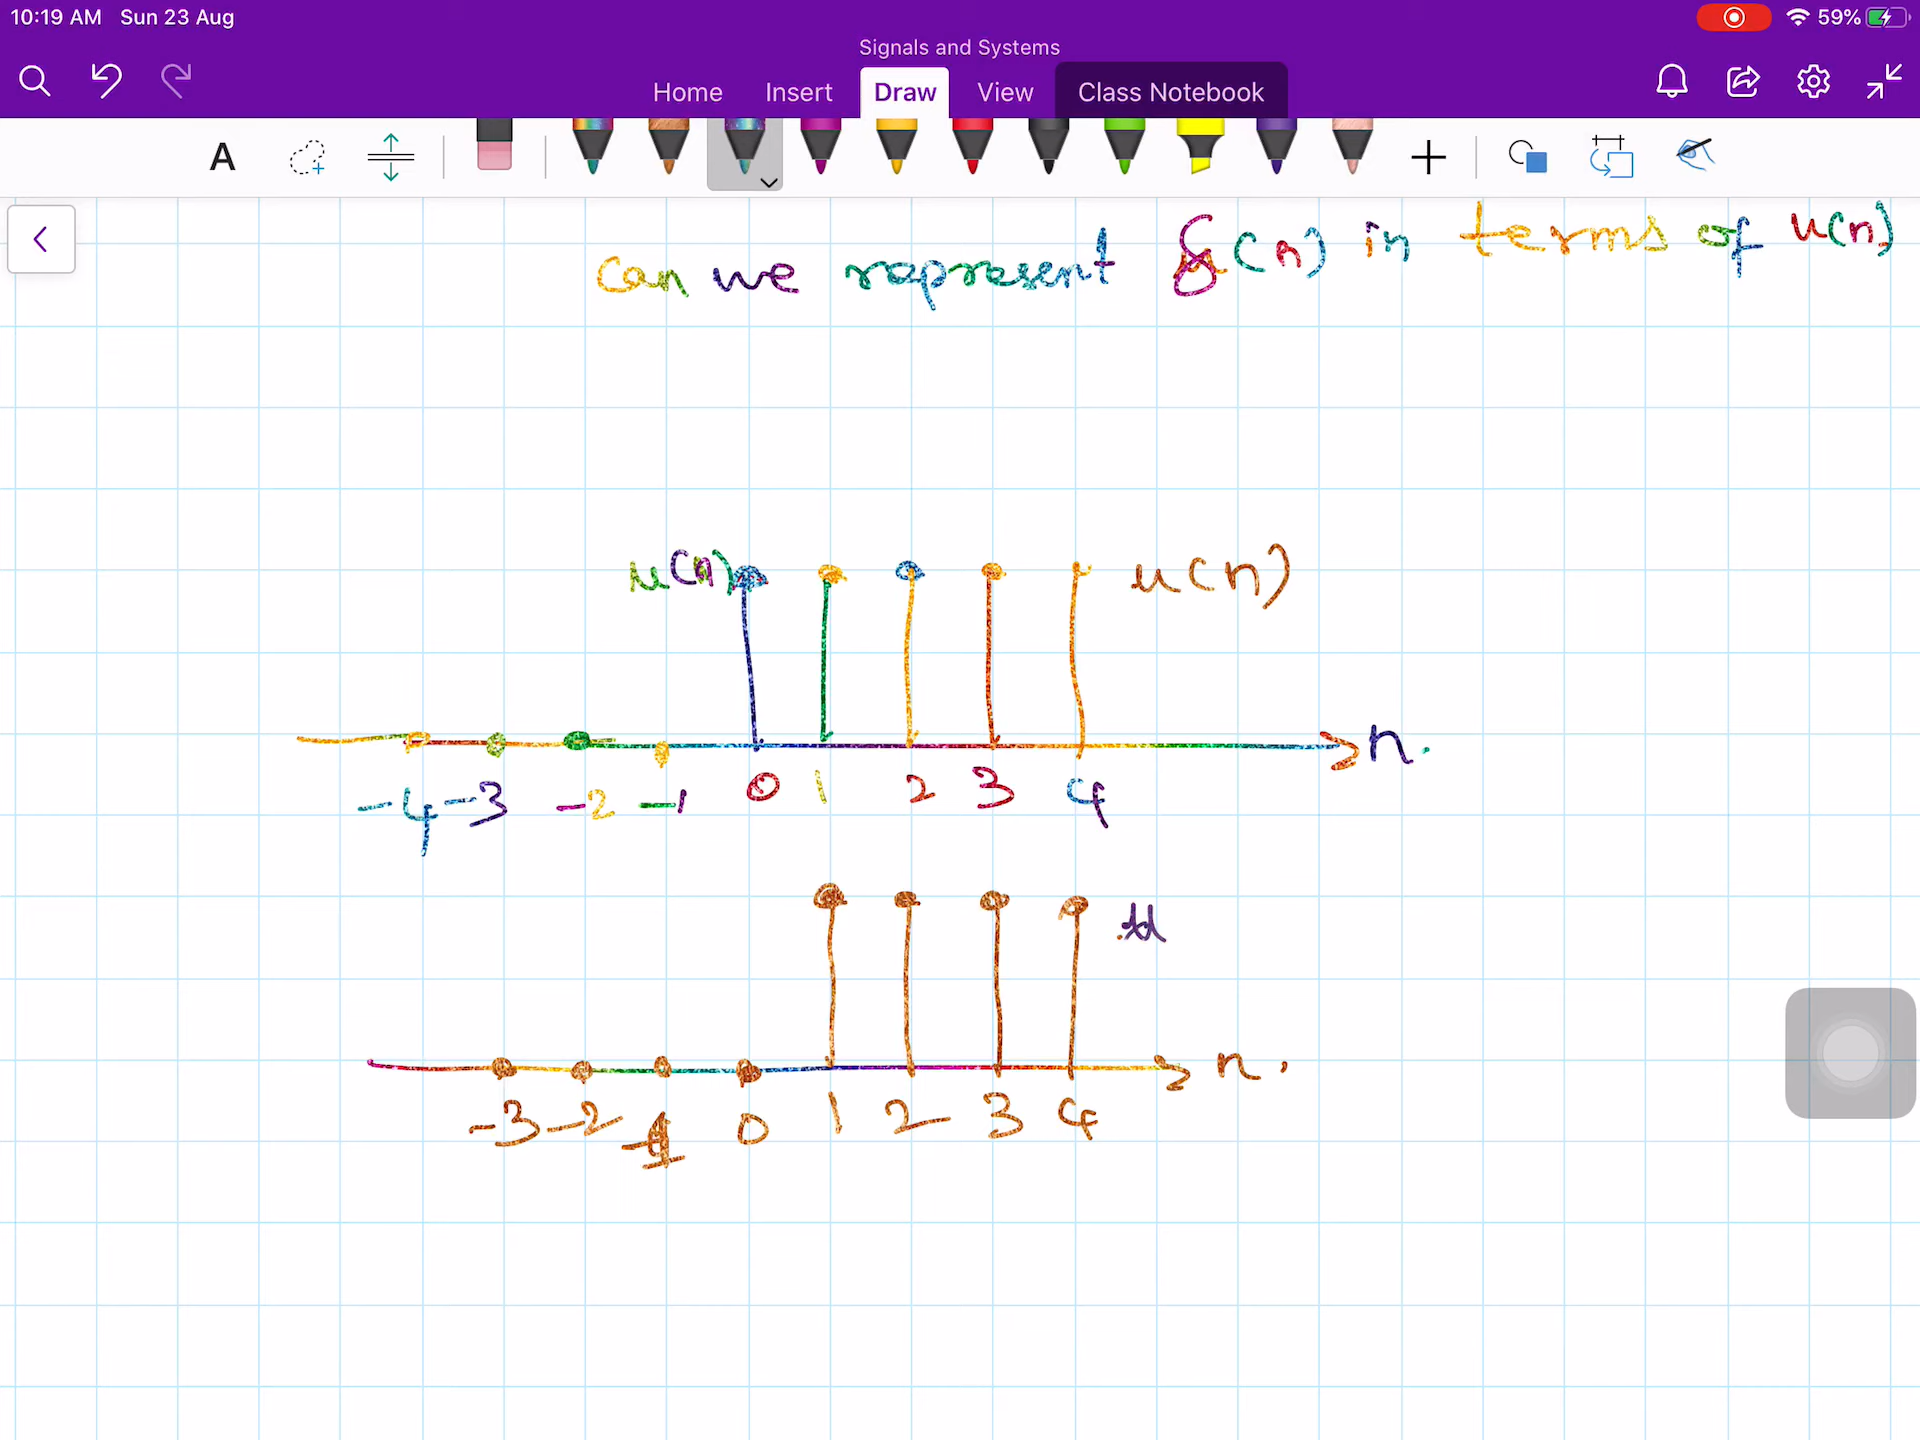 10:19 AM Sun 23 Aug
59%
Signals and Systems
Home Insert Draw View Class Notebook
A
can we represent δ(n) in terms of u(n)
u(n) u(n)
n.
-4 -3 -2 -1 0 1 2 3 4
u
n.
-3 -2 -1 0 1 2 3 4